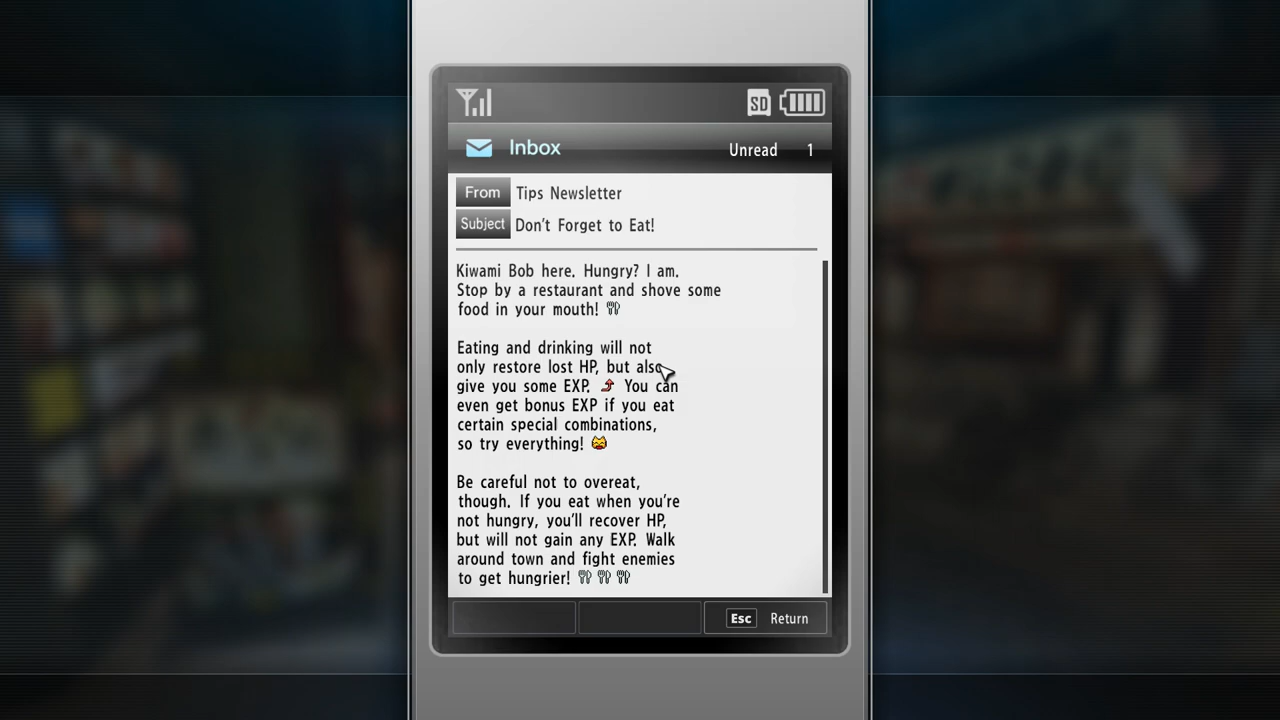 SD
Inbox
Unread 1
From Tips Newsletter
Subject Don't Forget to Eat!
Kiwami Bob here. Hungry? I am.
Stop by a restaurant and shove some
food in your mouth!
Eating and drinking will not
only restore lost HP, but also
give you some EXP. You can
even get bonus EXP if you eat
certain special combinations,
so try everything!
Be careful not to overeat,
though. If you eat when you're
not hungry, you'll recover HP,
but will not gain any EXP. Walk
around town and fight enemies
to get hungrier!
Esc Return